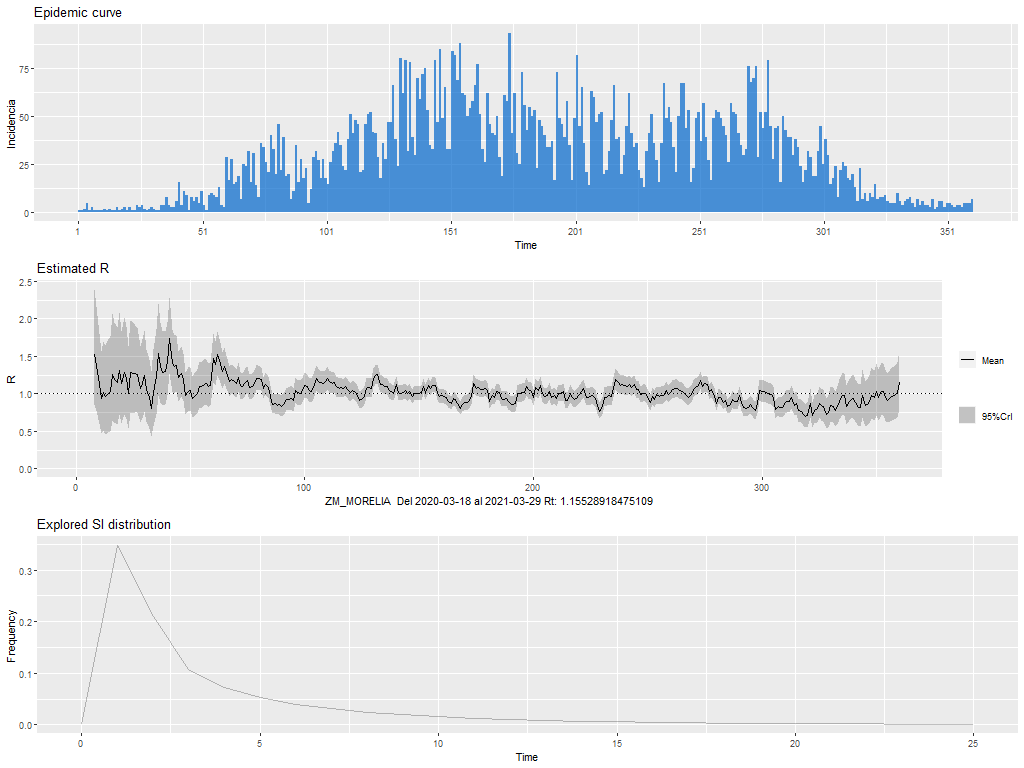 Epidemic curve
Incidencia
75
50
25
0
1
51
101
151
201
251
301
351
Time
Estimated R
R
2.5
2.0
1.5
1.0
0.5
0.0
0
100
200
300
ZM_MORELIA Del 2020-03-18 al 2021-03-29 Rt: 1.15528918475109
Mean
95%CrI
Explored SI distribution
Frequency
0.3
0.2
0.1
0.0
0
5
10
15
20
25
Time